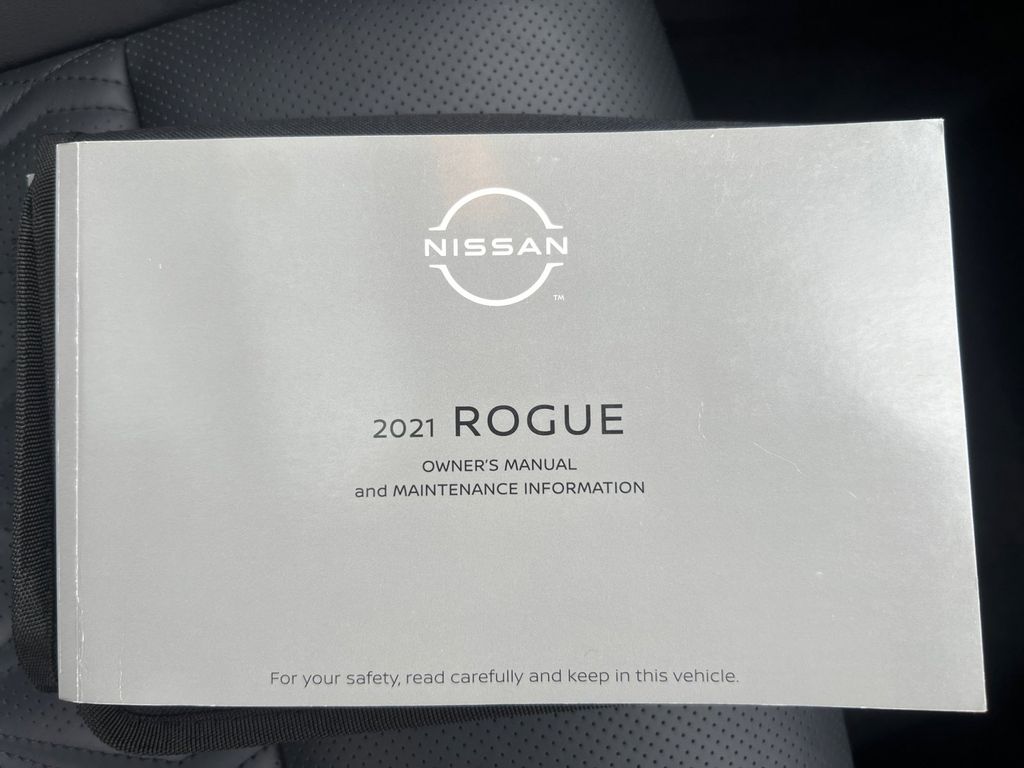 NISSAN
TM
2021 ROGUE
OWNER'S MANUAL
and MAINTENANCE INFORMATION
For your safety, read carefully and keep in this vehicle.